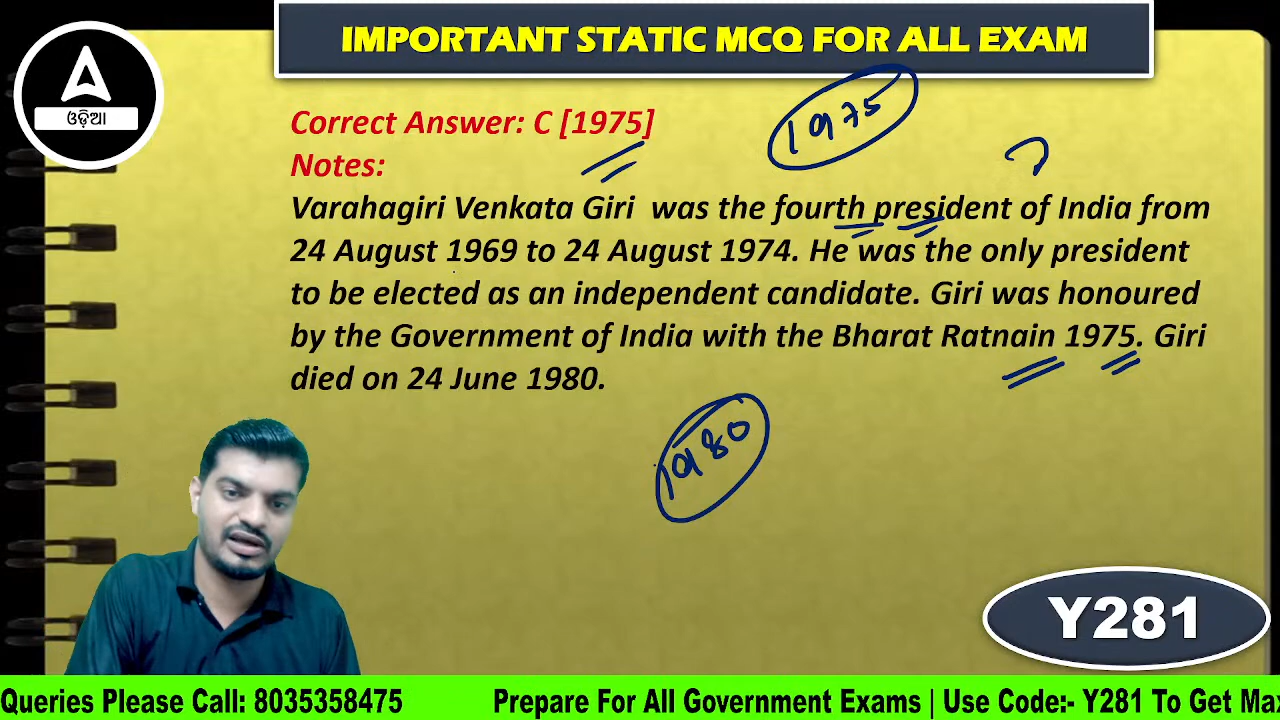 IMPORTANT STATIC MCQ FOR ALL EXAM
ଓଡ଼ିଆ
Correct Answer: C [1975]
1975
Notes:
Varahagiri Venkata Giri was the fourth president of India from
24 August 1969 to 24 August 1974. He was the only president
to be elected as an independent candidate. Giri was honoured
by the Government of India with the Bharat Ratnain 1975. Giri
died on 24 June 1980.
1980
Y281
Queries Please Call: 8035358475 Prepare For All Government Exams | Use Code:- Y281 To Get Max